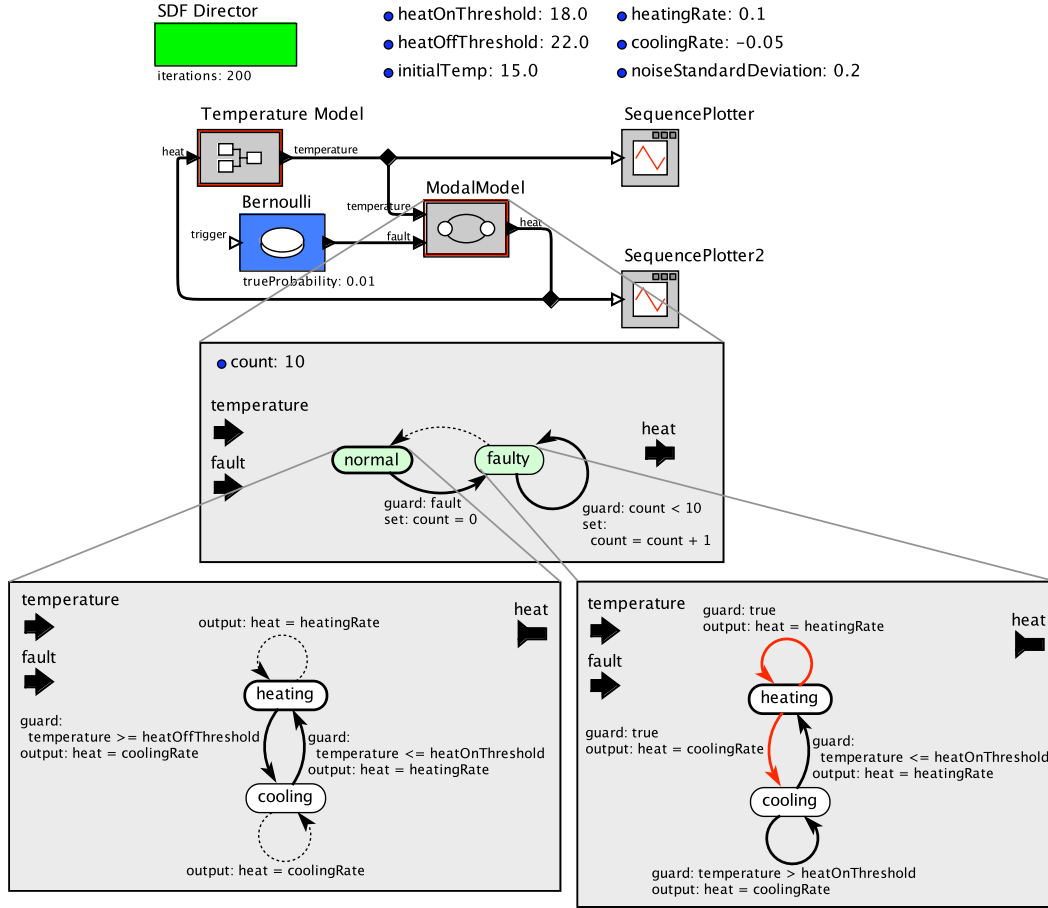 SDF Director
iterations: 200
heatOnThreshold: 18.0
heatOffThreshold: 22.0
initialTemp: 15.0
heatingRate: 0.1
coolingRate: -0.05
noiseStandardDeviation: 0.2
Temperature Model
heat
temperature
SequencePlotter
Bernoulli
trigger
trueProbability: 0.01
ModalModel
temperature
fault
heat
SequencePlotter2
count: 10
temperature
fault
normal
faulty
heat
guard: fault
set: count = 0
guard: count < 10
set:
count = count + 1
temperature
fault
heat
output: heat = heatingRate
heating
guard:
temperature >= heatOffThreshold
output: heat = coolingRate
guard:
temperature <= heatOnThreshold
output: heat = heatingRate
cooling
output: heat = coolingRate
temperature
fault
heat
guard: true
output: heat = heatingRate
heating
guard: true
output: heat = coolingRate
guard:
temperature <= heatOnThreshold
output: heat = heatingRate
cooling
guard: temperature > heatOnThreshold
output: heat = coolingRate